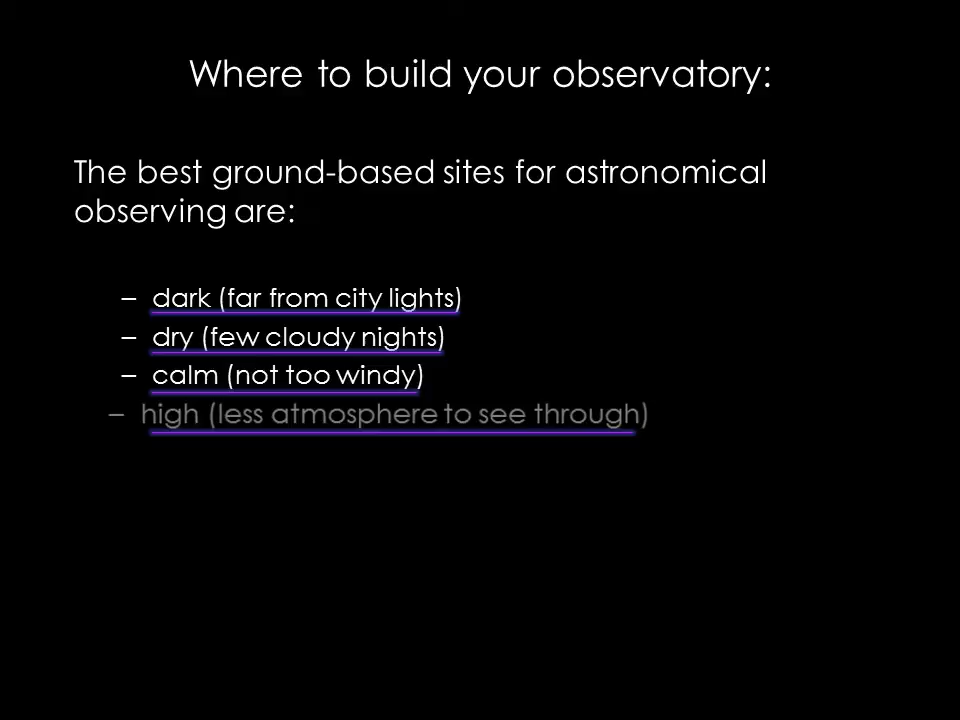 Where to build your observatory:
The best ground-based sites for astronomical
observing are:
– dark (far from city lights)
– dry (few cloudy nights)
– calm (not too windy)
– high (less atmosphere to see through)